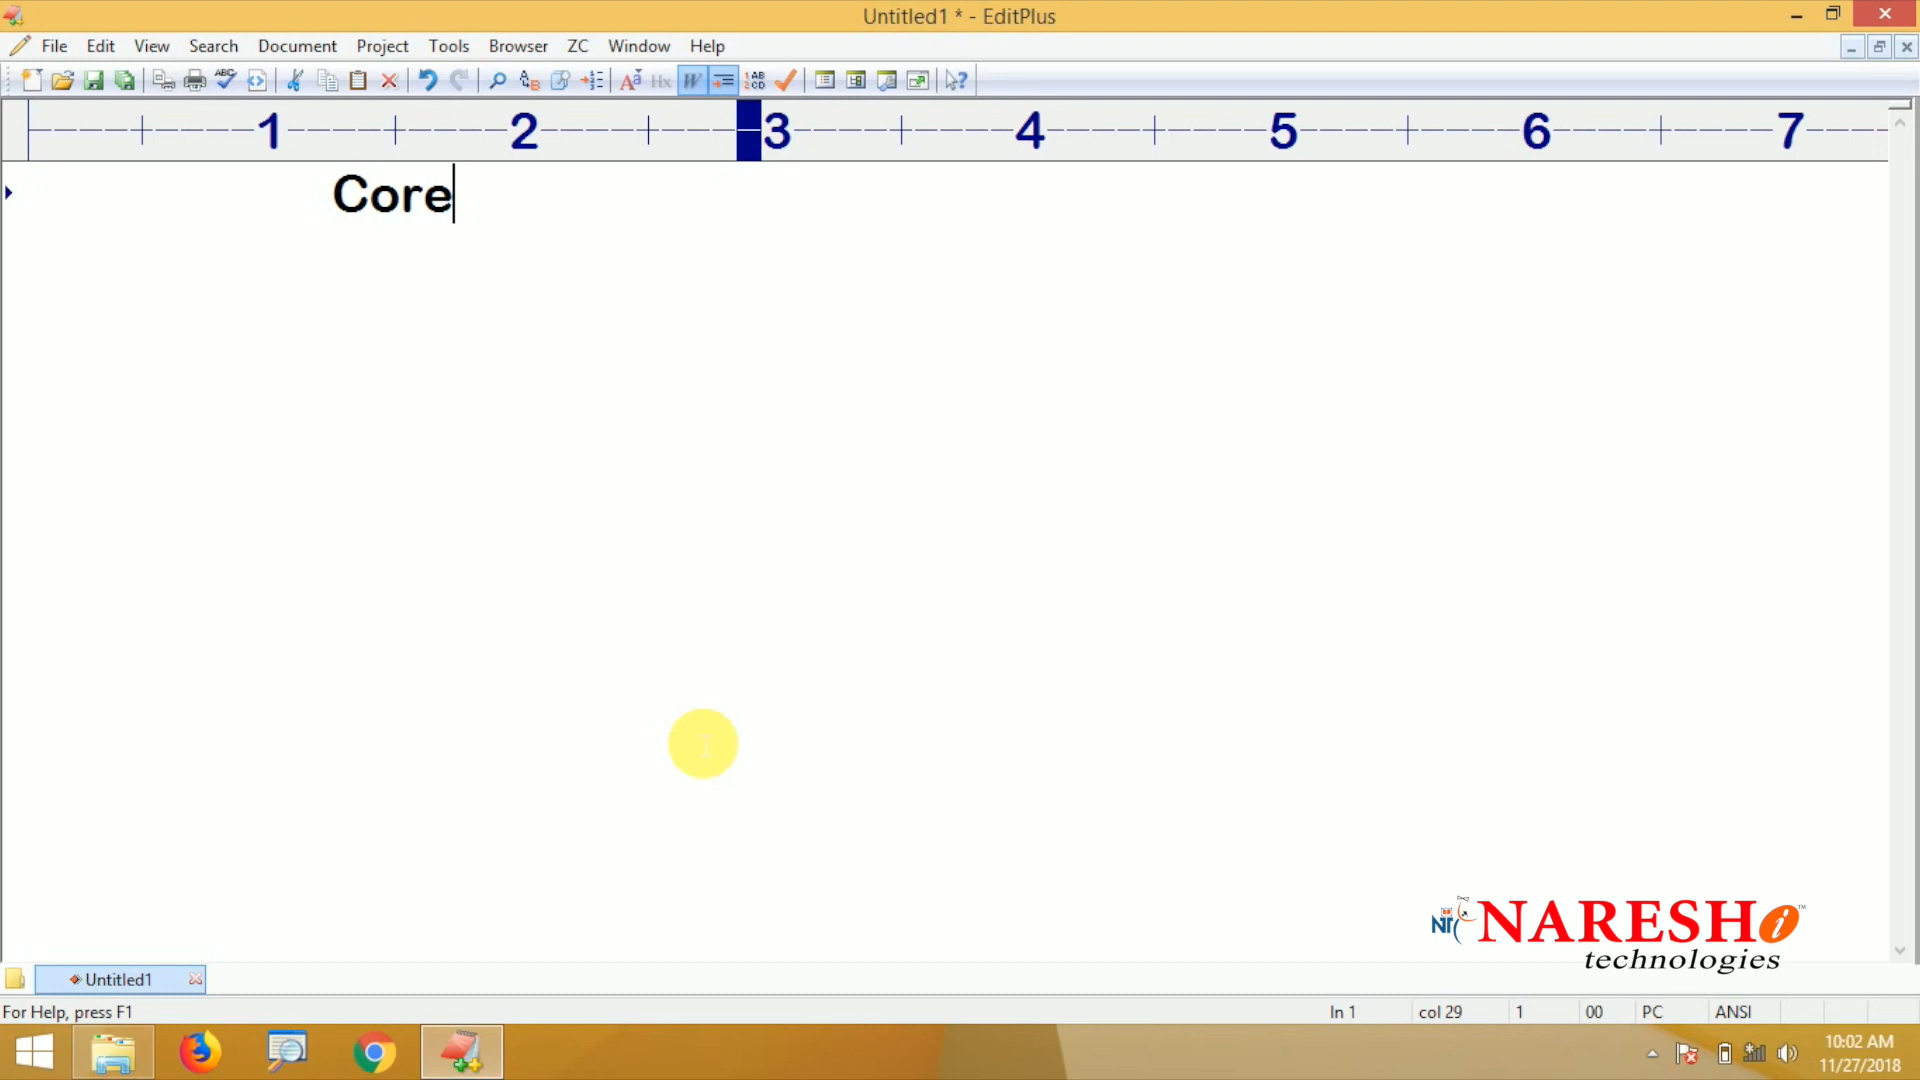 Untitled1 * - EditPlus
File Edit View Search Document Project Tools Browser ZC Window Help
1 2 3 4 5 6 7
Core
NARESH i ™
technologies
Untitled1
For Help, press F1 ln 1 col 29 1 00 PC ANSI
10:02 AM
11/27/2018